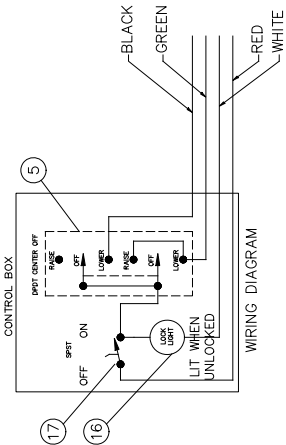 CONTROL BOX
DPDT CENTER OFF
RAISE
OFF
LOWER
RAISE
OFF
LOWER
5
SPST
OFF
ON
17
16
LOCK
LIGHT
LIT WHEN
UNLOCKED
WIRING DIAGRAM
BLACK
GREEN
RED
WHITE